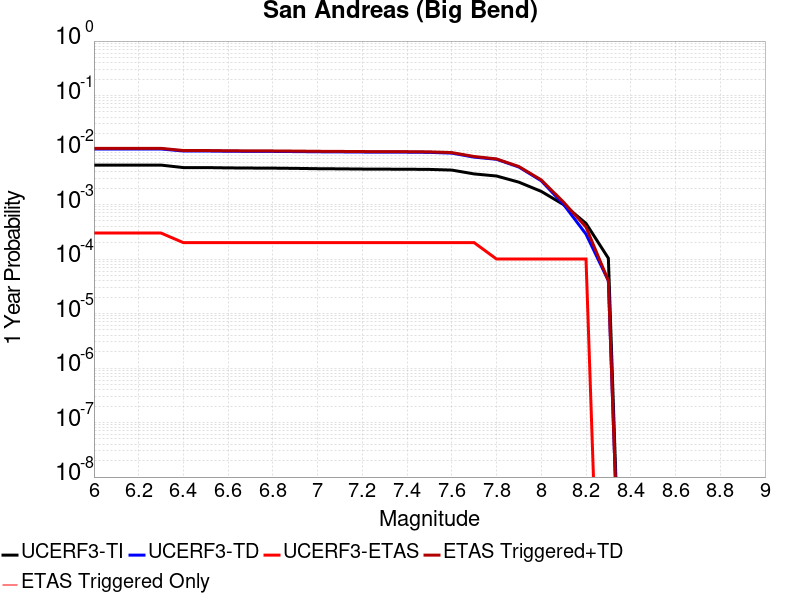 San Andreas (Big Bend)
10^0
10^-1
10^-2
10^-3
10^-4
10^-5
10^-6
10^-7
10^-8
1 Year Probability
6 6.2 6.4 6.6 6.8 7 7.2 7.4 7.6 7.8 8 8.2 8.4 8.6 8.8 9
Magnitude
UCERF3-TI UCERF3-TD UCERF3-ETAS ETAS Triggered+TD
ETAS Triggered Only